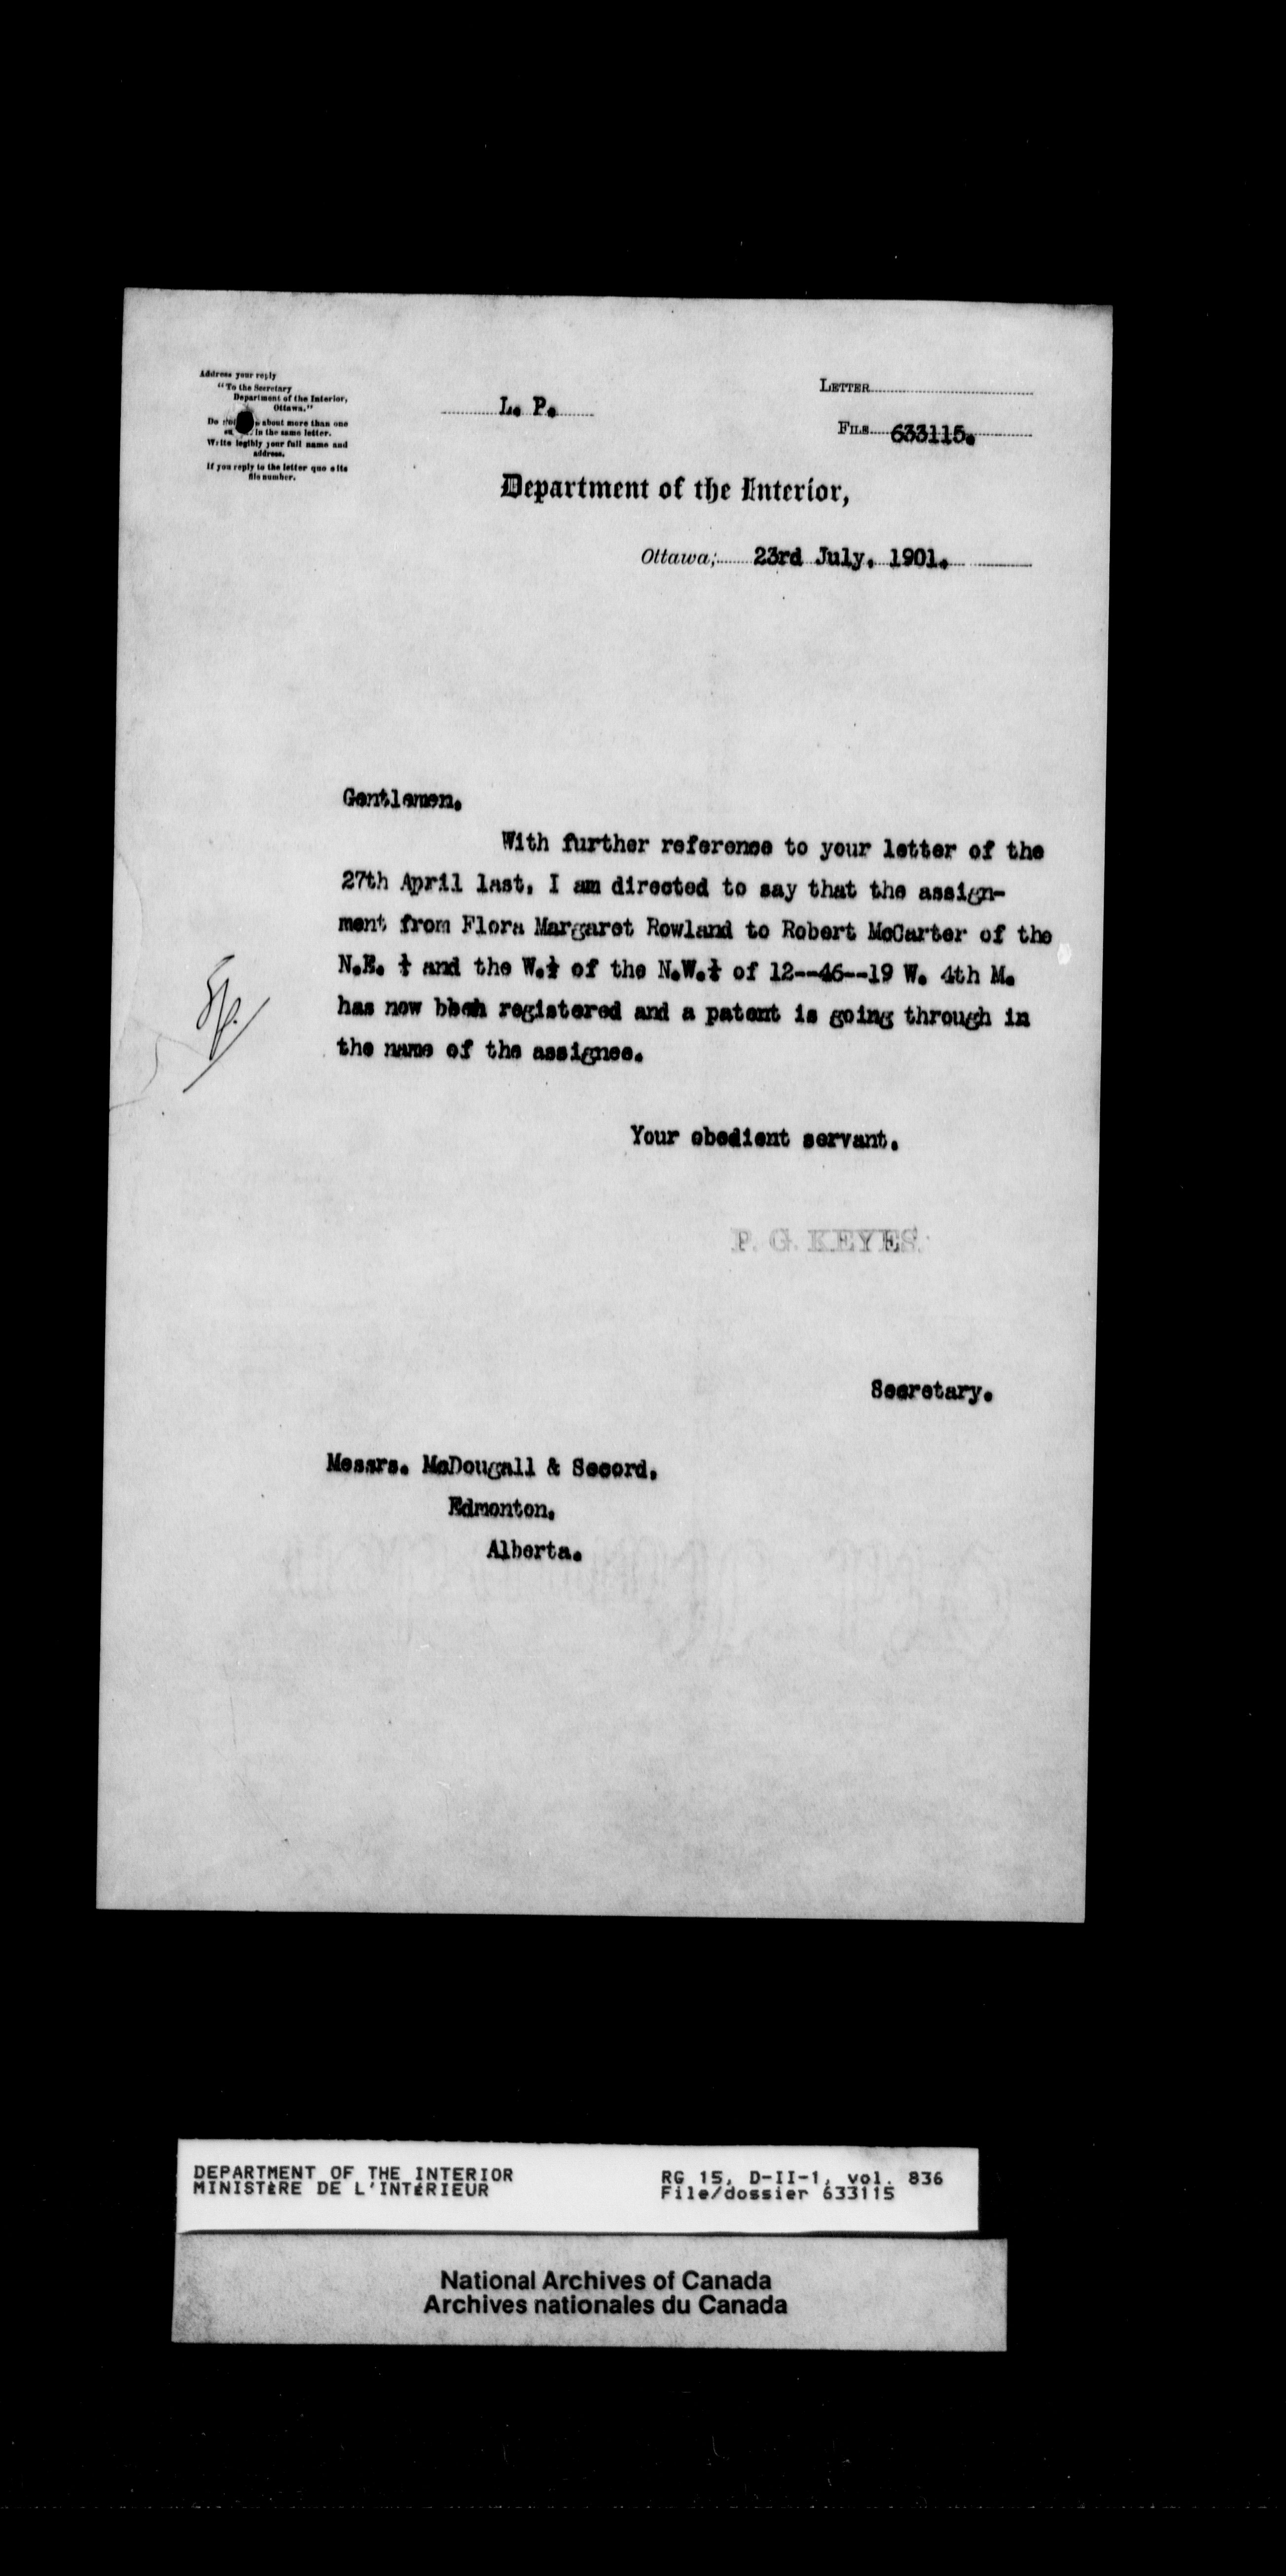 Address your reply
"To the Secretary
Department of the Interior,
Ottawa."
Do about more than one
in the same letter.
Write legibly your full name and
address.
If you reply to the letter quo e its
file number.
L. P.
LETTER
FILE 633115.
Department of the Interior,
Ottawa, 23rd July, 1901.
Gentlemen,
With further reference to your letter of the
27th April last, I am directed to say that the assign-
ment from Flora Margaret Rowland to Robert McCarter of the
N.E. ¼ and the W.½ of the N.W.¼ of 12--46--19 W. 4th M.
has now been registered and a patent is going through in
the name of the assignee.
Your obedient servant,
P. G. KEYES.
Secretary.
Messrs. McDougall & Secord,
Edmonton,
Alberta.
DEPARTMENT OF THE INTERIOR
MINISTÈRE DE L'INTÉRIEUR
RG 15, D-II-1, vol. 836
File/dossier 633115
National Archives of Canada
Archives nationales du Canada